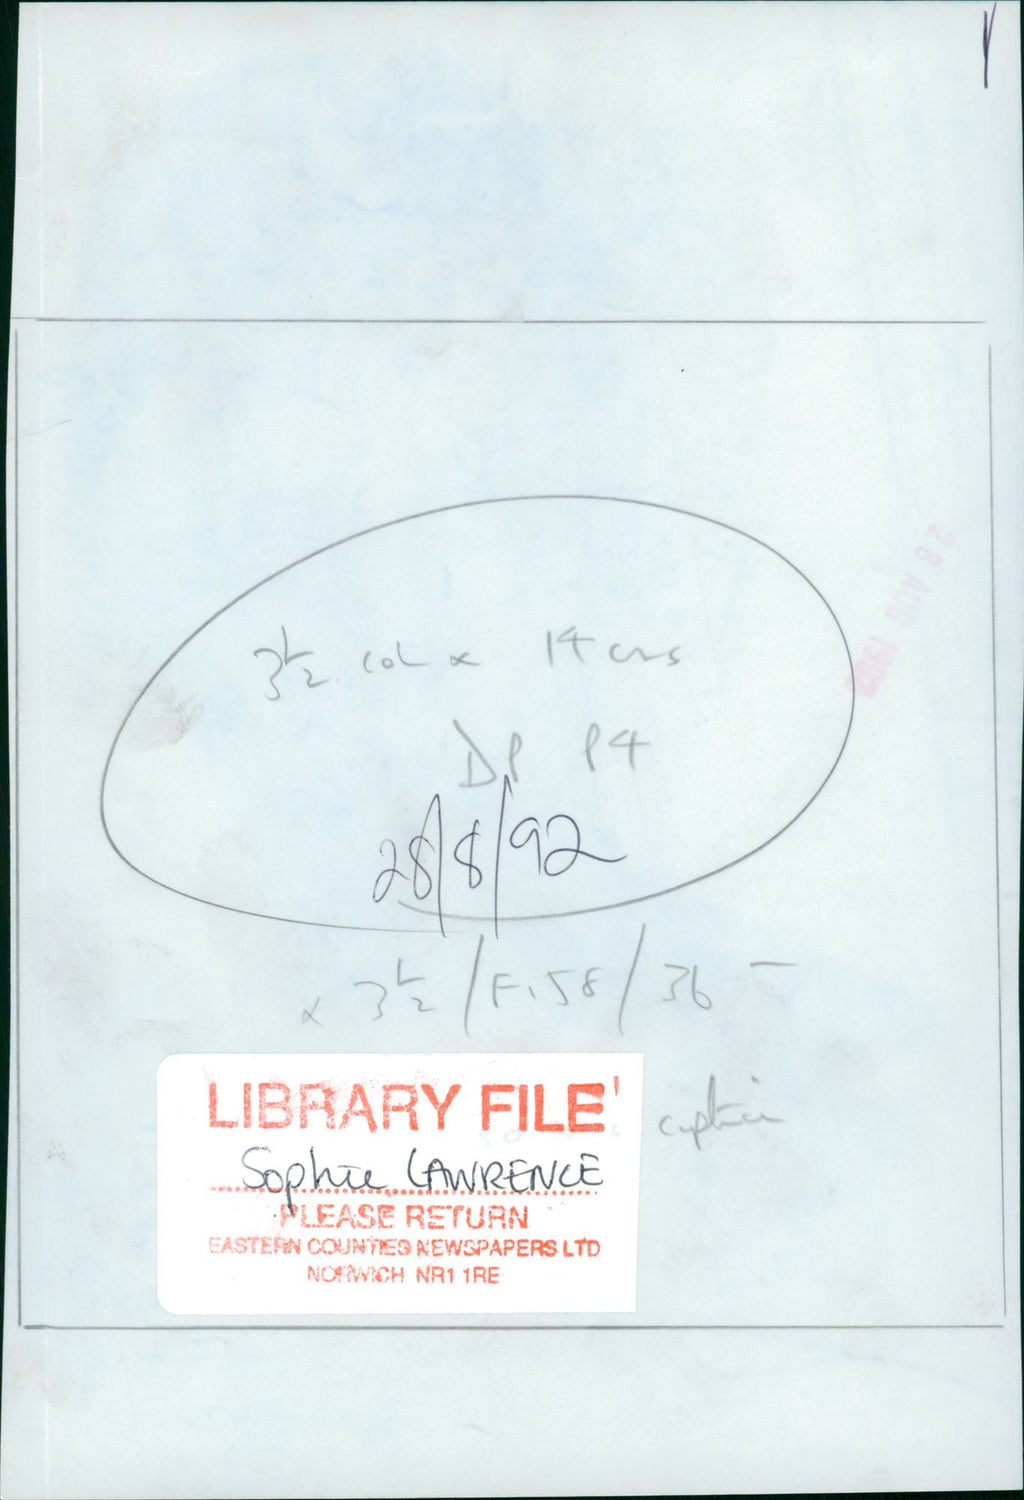 28 AUG 1992
3½ col x 14 cms
DP P4
28/8/92
x 3½ / F.58 / 36 -
LIBRARY FILE
caption
Sophie LAWRENCE
PLEASE RETURN
EASTERN COUNTIES NEWSPAPERS LTD
NORWICH NR1 1RE